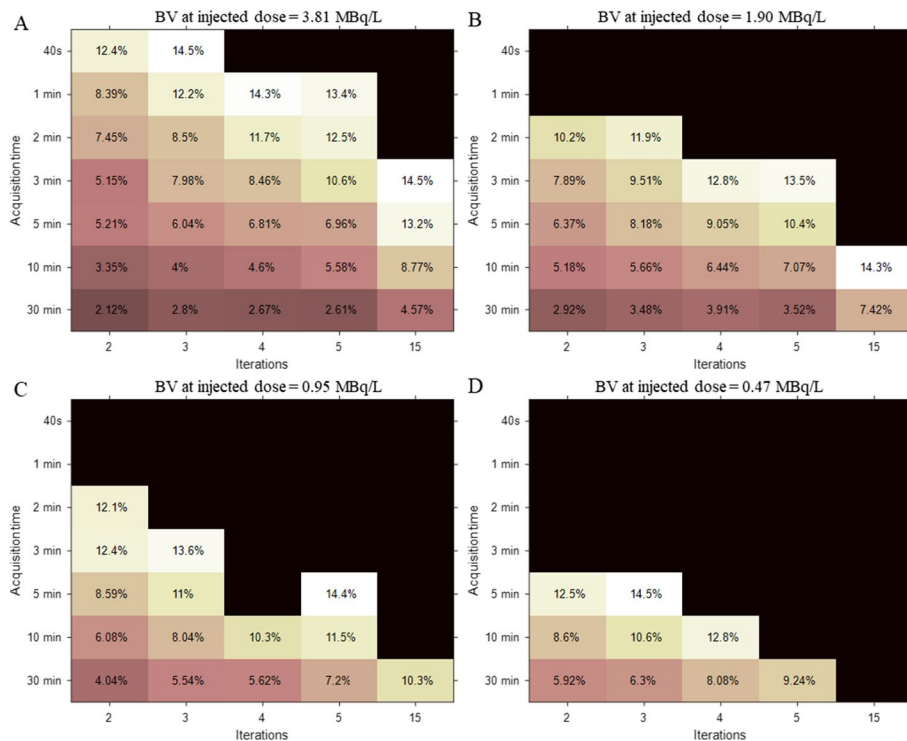 A
BV at injected dose = 3.81 MBq/L
Acquisition time
40s 12.4% 14.5%
1 min 8.39% 12.2% 14.3% 13.4%
2 min 7.45% 8.5% 11.7% 12.5%
3 min 5.15% 7.98% 8.46% 10.6% 14.5%
5 min 5.21% 6.04% 6.81% 6.96% 13.2%
10 min 3.35% 4% 4.6% 5.58% 8.77%
30 min 2.12% 2.8% 2.67% 2.61% 4.57%
2 3 4 5 15
Iterations
B
BV at injected dose = 1.90 MBq/L
Acquisition time
40s
1 min
2 min 10.2% 11.9%
3 min 7.89% 9.51% 12.8% 13.5%
5 min 6.37% 8.18% 9.05% 10.4%
10 min 5.18% 5.66% 6.44% 7.07% 14.3%
30 min 2.92% 3.48% 3.91% 3.52% 7.42%
2 3 4 5 15
Iterations
C
BV at injected dose = 0.95 MBq/L
Acquisition time
40s
1 min
2 min 12.1%
3 min 12.4% 13.6%
5 min 8.59% 11% 14.4%
10 min 6.08% 8.04% 10.3% 11.5%
30 min 4.04% 5.54% 5.62% 7.2% 10.3%
2 3 4 5 15
Iterations
D
BV at injected dose = 0.47 MBq/L
Acquisition time
40s
1 min
2 min
3 min
5 min 12.5% 14.5%
10 min 8.6% 10.6% 12.8%
30 min 5.92% 6.3% 8.08% 9.24%
2 3 4 5 15
Iterations